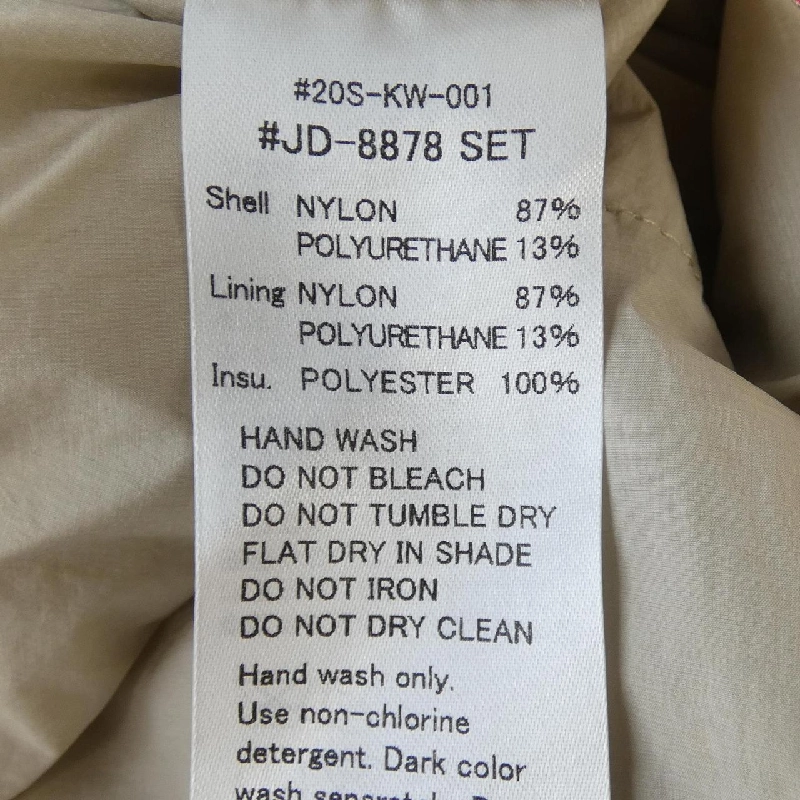 #20S-KW-001
#JD-8878 SET
Shell NYLON 87%
POLYURETHANE 13%
Lining NYLON 87%
POLYURETHANE 13%
Insu. POLYESTER 100%
HAND WASH
DO NOT BLEACH
DO NOT TUMBLE DRY
FLAT DRY IN SHADE
DO NOT IRON
DO NOT DRY CLEAN
Hand wash only.
Use non-chlorine
detergent. Dark color
wash